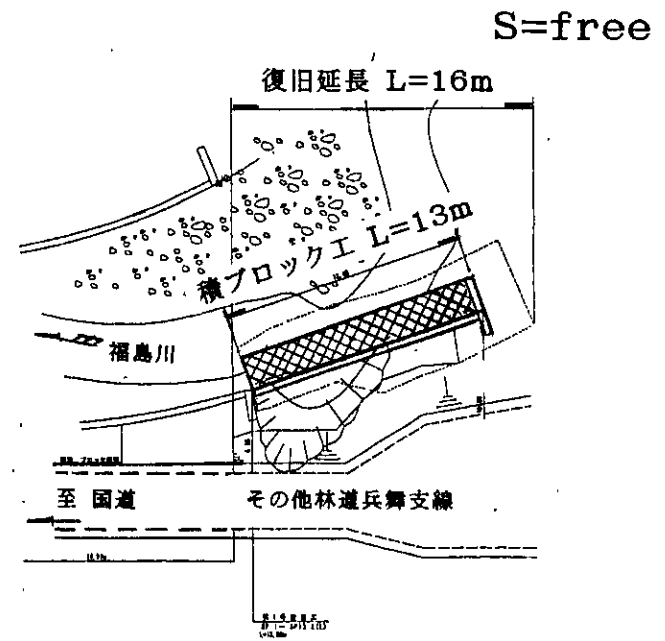 S=free
復旧延長 L=16m
積ブロック工 L=13m
福島川
至 国道
その他林道兵舞支線